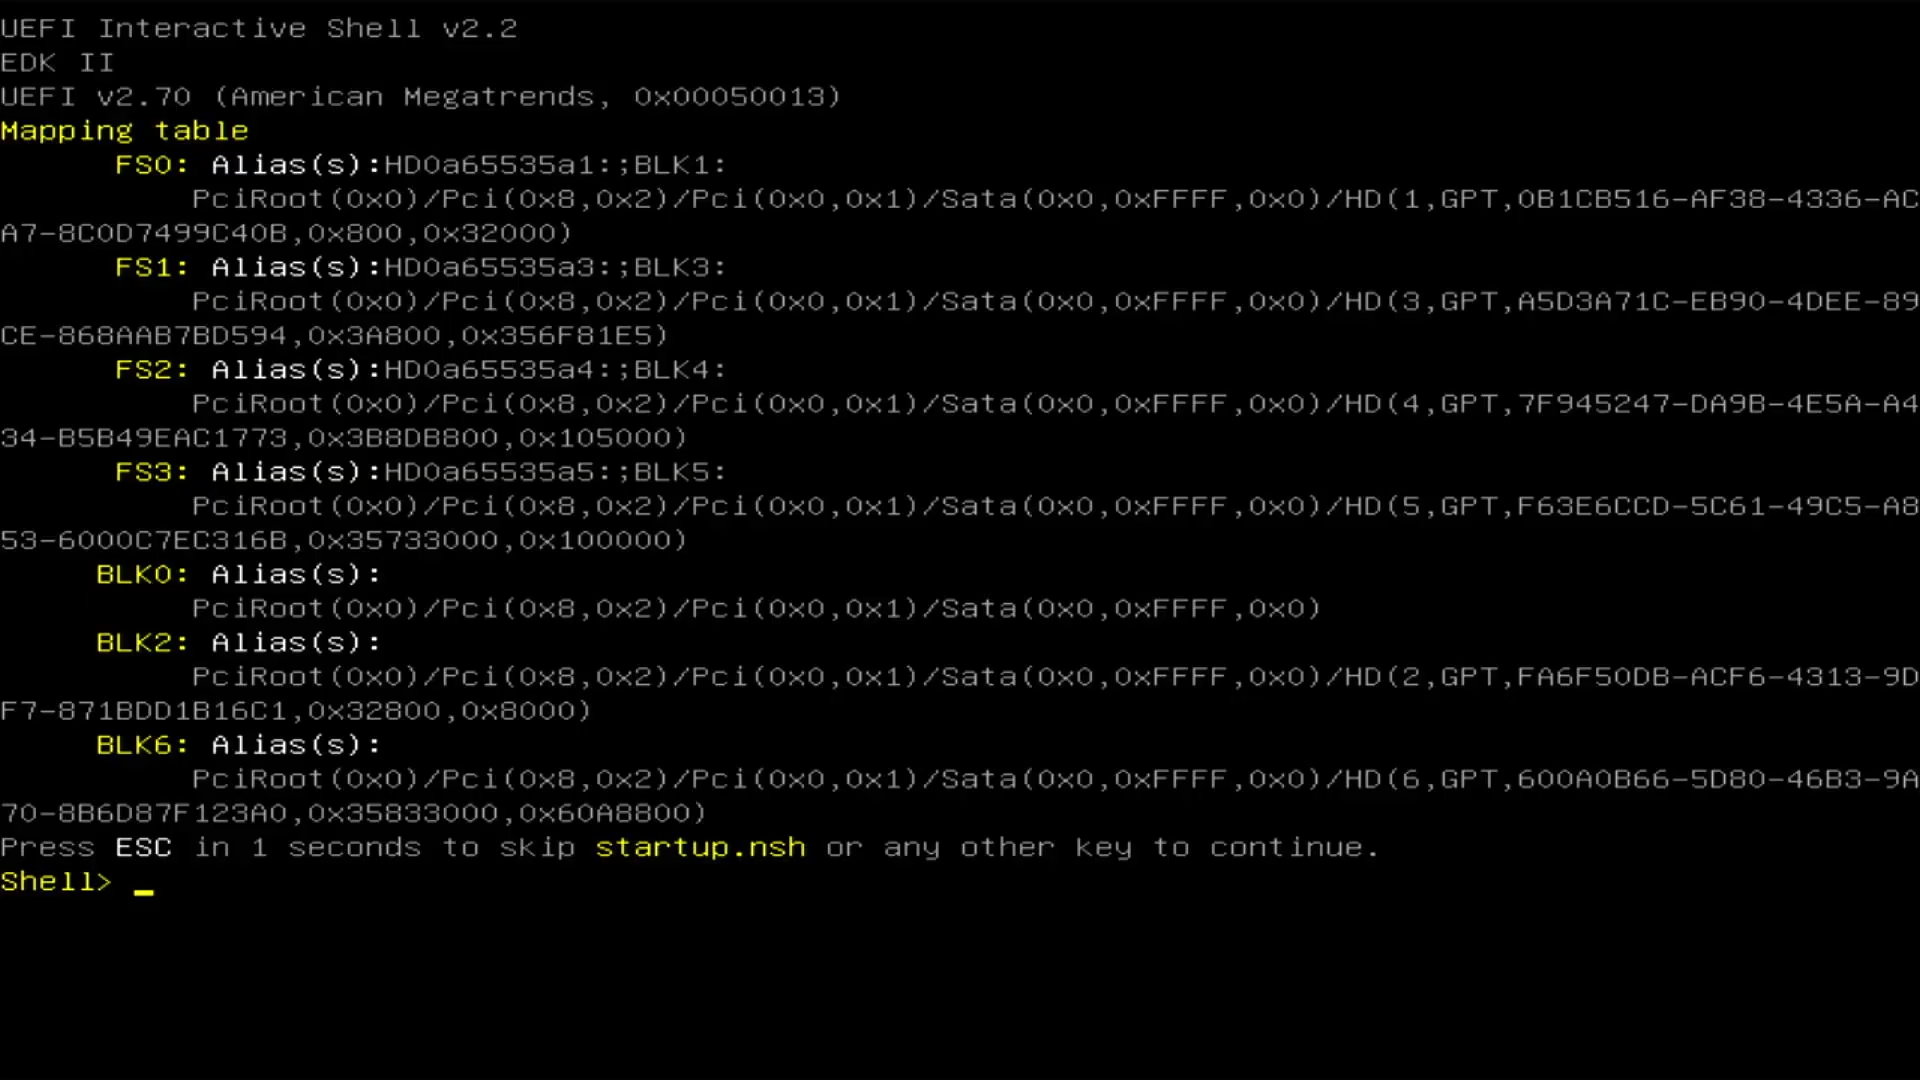 UEFI Interactive Shell v2.2
EDK II
UEFI v2.70 (American Megatrends, 0x00050013)
Mapping table
FS0: Alias(s):HD0a65535a1:;BLK1:
PciRoot(0x0)/Pci(0x8,0x2)/Pci(0x0,0x1)/Sata(0x0,0xFFFF,0x0)/HD(1,GPT,0B1CB516-AF38-4336-AC
A7-8C0D7499C40B,0x800,0x32000)
FS1: Alias(s):HD0a65535a3:;BLK3:
PciRoot(0x0)/Pci(0x8,0x2)/Pci(0x0,0x1)/Sata(0x0,0xFFFF,0x0)/HD(3,GPT,A5D3A71C-EB90-4DEE-89
CE-868AAB7BD594,0x3A800,0x356F81E5)
FS2: Alias(s):HD0a65535a4:;BLK4:
PciRoot(0x0)/Pci(0x8,0x2)/Pci(0x0,0x1)/Sata(0x0,0xFFFF,0x0)/HD(4,GPT,7F945247-DA9B-4E5A-A4
34-B5B49EAC1773,0x3B8DB800,0x105000)
FS3: Alias(s):HD0a65535a5:;BLK5:
PciRoot(0x0)/Pci(0x8,0x2)/Pci(0x0,0x1)/Sata(0x0,0xFFFF,0x0)/HD(5,GPT,F63E6CCD-5C61-49C5-A8
53-6000C7EC316B,0x35733000,0x100000)
BLK0: Alias(s):
PciRoot(0x0)/Pci(0x8,0x2)/Pci(0x0,0x1)/Sata(0x0,0xFFFF,0x0)
BLK2: Alias(s):
PciRoot(0x0)/Pci(0x8,0x2)/Pci(0x0,0x1)/Sata(0x0,0xFFFF,0x0)/HD(2,GPT,FA6F50DB-ACF6-4313-9D
F7-871BDD1B16C1,0x32800,0x8000)
BLK6: Alias(s):
PciRoot(0x0)/Pci(0x8,0x2)/Pci(0x0,0x1)/Sata(0x0,0xFFFF,0x0)/HD(6,GPT,600A0B66-5D80-46B3-9A
70-8B6D87F123A0,0x35833000,0x60A8800)
Press ESC in 1 seconds to skip startup.nsh or any other key to continue.
Shell> _